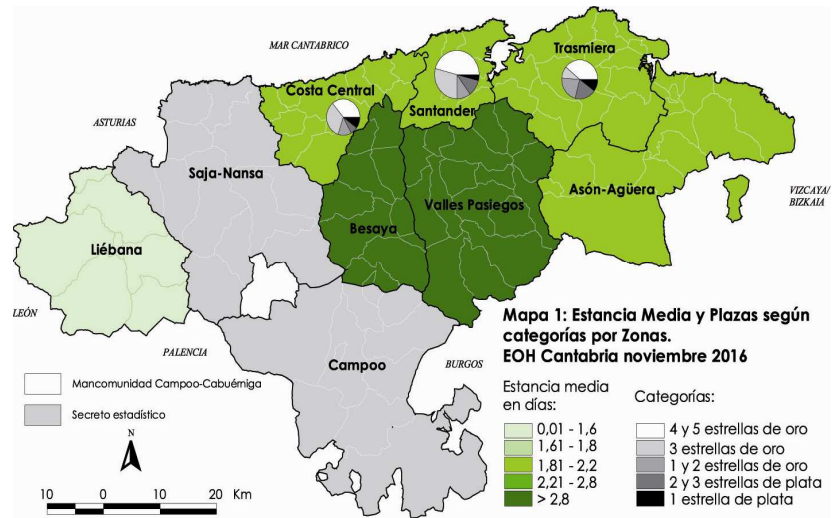 MAR CANTABRICO
Trasmiera
Costa Central
Santander
ASTURIAS
Saja-Nansa
VIZCAYA/
BIZKAIA
Asón-Agüera
Valles Pasiegos
Besaya
Liébana
LEÓN
Mapa 1: Estancia Media y Plazas según
categorías por Zonas.
EOH Cantabria noviembre 2016
PALENCIA
Campoo
BURGOS
Mancomunidad Campoo-Cabuérniga
Secreto estadístico
N
10 0 10 20 Km
Estancia media
en días:
0,01 - 1,6
1,61 - 1,8
1,81 - 2,2
2,21 - 2,8
> 2,8
Categorías:
4 y 5 estrellas de oro
3 estrellas de oro
1 y 2 estrellas de oro
2 y 3 estrellas de plata
1 estrella de plata